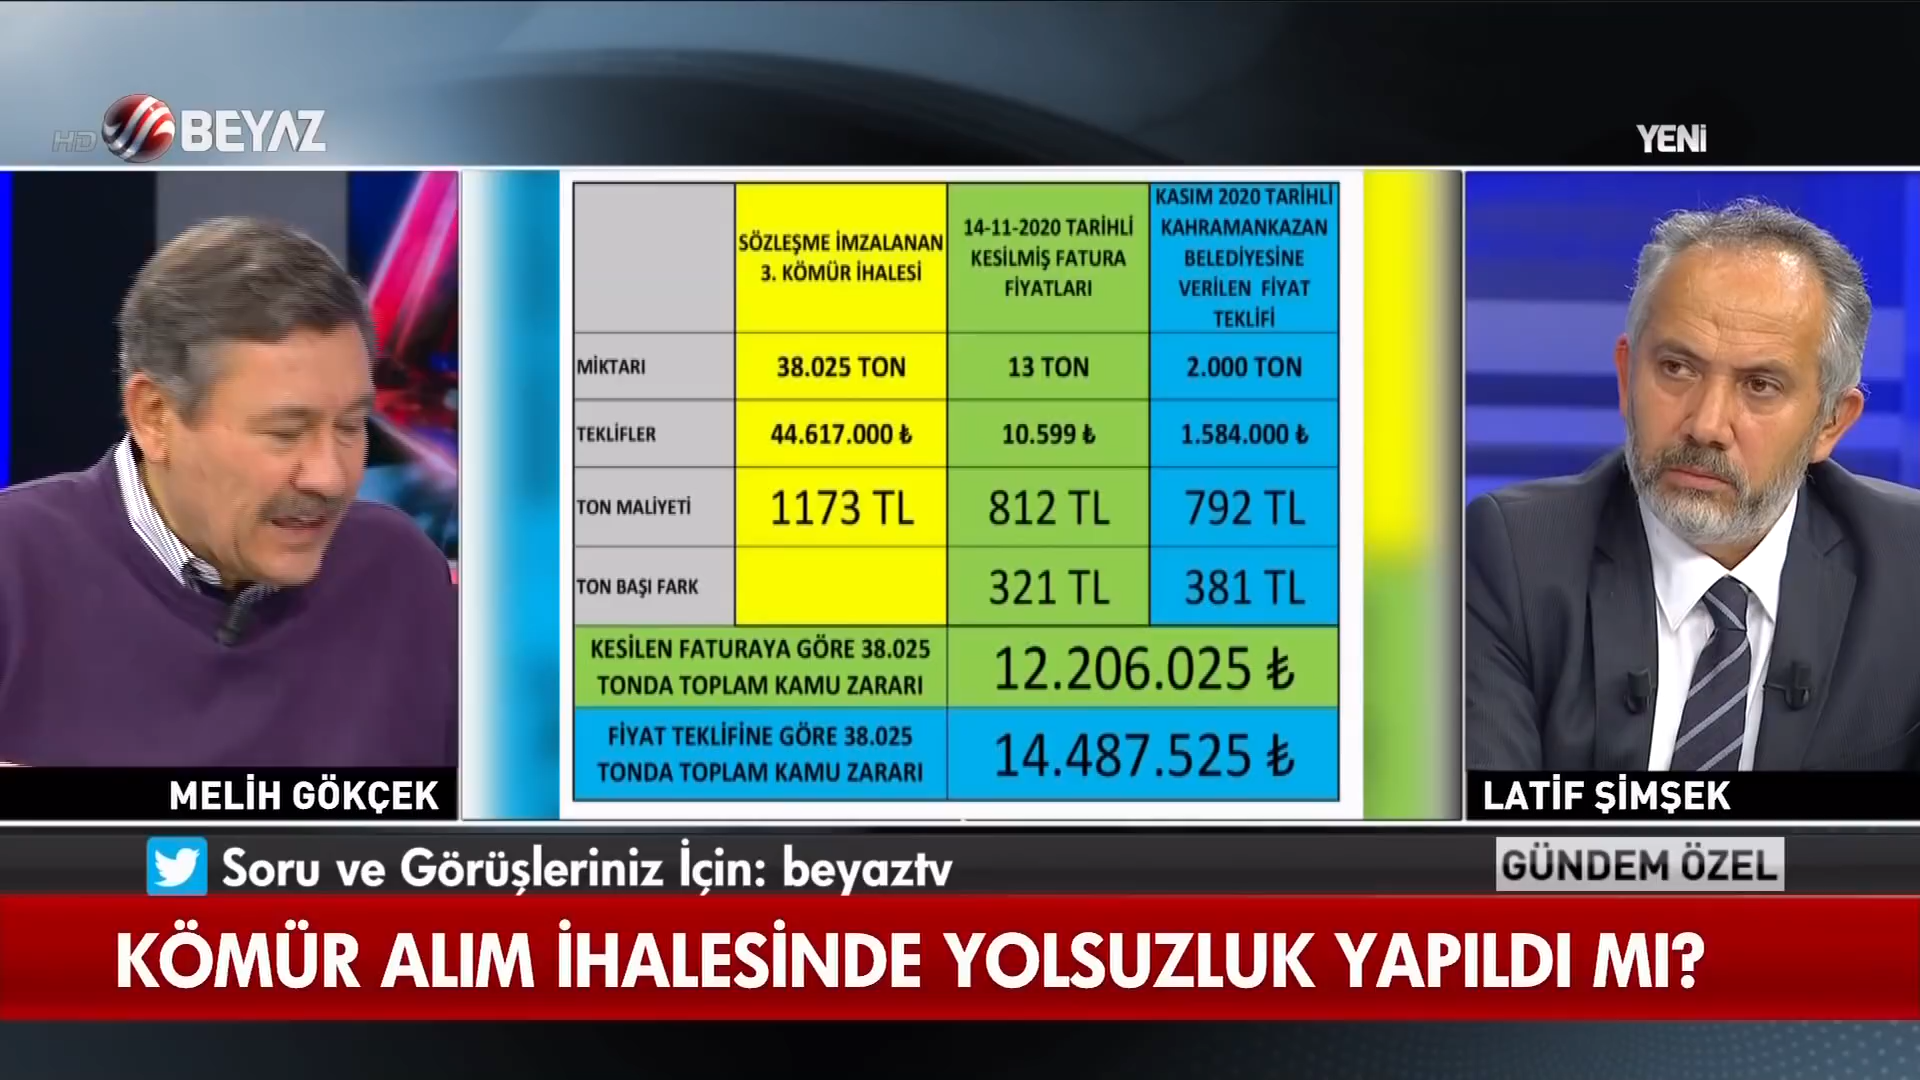 HD BEYAZ
YENİ
SÖZLEŞME İMZALANAN
3. KÖMÜR İHALESİ
14-11-2020 TARİHLİ
KESİLMİŞ FATURA
FİYATLARI
KASIM 2020 TARİHLİ
KAHRAMANKAZAN
BELEDİYESİNE
VERİLEN FİYAT
TEKLİFİ
MİKTARI 38.025 TON 13 TON 2.000 TON
TEKLİFLER 44.617.000 ₺ 10.599 ₺ 1.584.000 ₺
TON MALİYETİ 1173 TL 812 TL 792 TL
TON BAŞI FARK 321 TL 381 TL
KESİLEN FATURAYA GÖRE 38.025
TONDA TOPLAM KAMU ZARARI
12.206.025 ₺
FİYAT TEKLİFİNE GÖRE 38.025
TONDA TOPLAM KAMU ZARARI
14.487.525 ₺
MELİH GÖKÇEK
LATİF ŞİMŞEK
Soru ve Görüşleriniz İçin: beyaztv
GÜNDEM ÖZEL
KÖMÜR ALIM İHALESİNDE YOLSUZLUK YAPILDI MI?